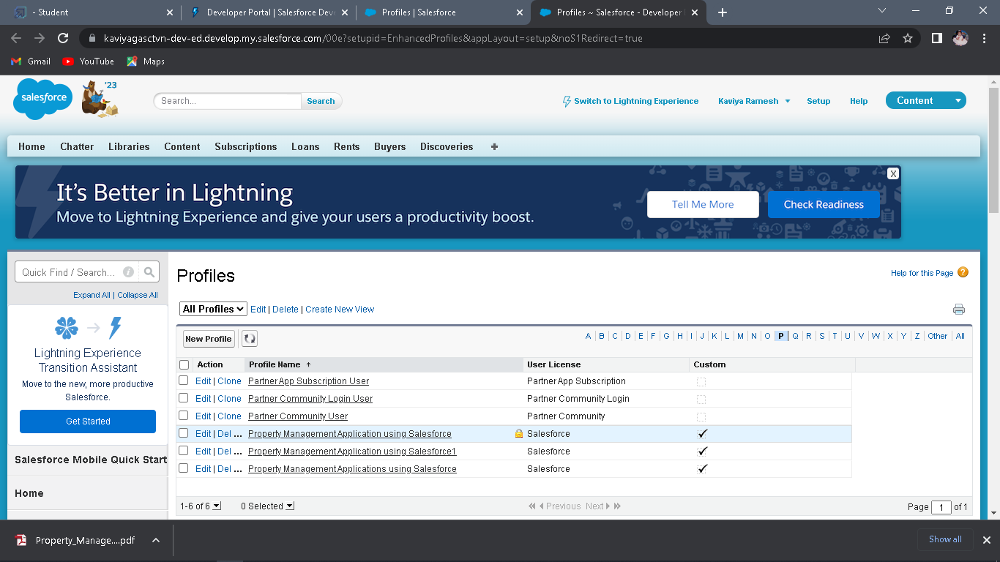 - Student
Developer Portal | Salesforce Dev
Profiles | Salesforce
Profiles ~ Salesforce - Developer
kaviyagasctvn-dev-ed.develop.my.salesforce.com/00e?setupid=EnhancedProfiles&appLayout=setup&noS1Redirect=true
Gmail YouTube Maps
salesforce '23 Search... Search Switch to Lightning Experience Kaviya Ramesh Setup Help Content
Home Chatter Libraries Content Subscriptions Loans Rents Buyers Discoveries +
It's Better in Lightning
Move to Lightning Experience and give your users a productivity boost.
Tell Me More Check Readiness X
Quick Find / Search... i
Expand All | Collapse All
Lightning Experience
Transition Assistant
Move to the new, more productive
Salesforce.
Get Started
Salesforce Mobile Quick Start
Home
Profiles
Help for this Page ?
All Profiles Edit | Delete | Create New View
New Profile A B C D E F G H I J K L M N O P Q R S T U V W X Y Z Other All
Action Profile Name User License Custom
Edit | Clone Partner App Subscription User Partner App Subscription
Edit | Clone Partner Community Login User Partner Community Login
Edit | Clone Partner Community User Partner Community
Edit | Del ... Property Management Application using Salesforce Salesforce
Edit | Del ... Property Management Application using Salesforce1 Salesforce
Edit | Del ... Property Management Applications using Salesforce Salesforce
1-6 of 6 0 Selected Previous Next Page 1 of 1
Property_Manage....pdf Show all